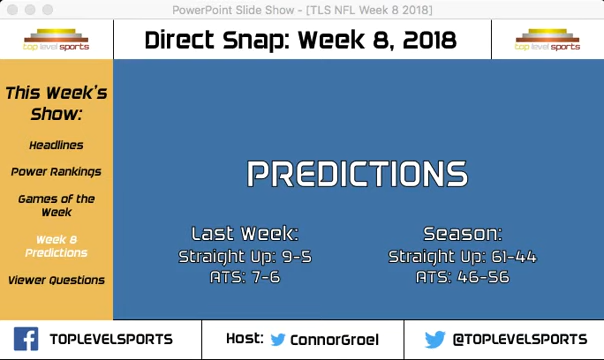 PowerPoint Slide Show - [TLS NFL Week 8 2018]
top level sports
Direct Snap: Week 8, 2018
top level sports
This Week's
Show:
Headlines
Power Rankings
Games of the
Week
Week 8
Predictions
Viewer Questions
PREDICTIONS
Last Week:
Straight Up: 9-5
ATS: 7-6
Season:
Straight Up: 61-44
ATS: 46-56
TOPLEVELSPORTS
Host: ConnorGroel
@TOPLEVELSPORTS